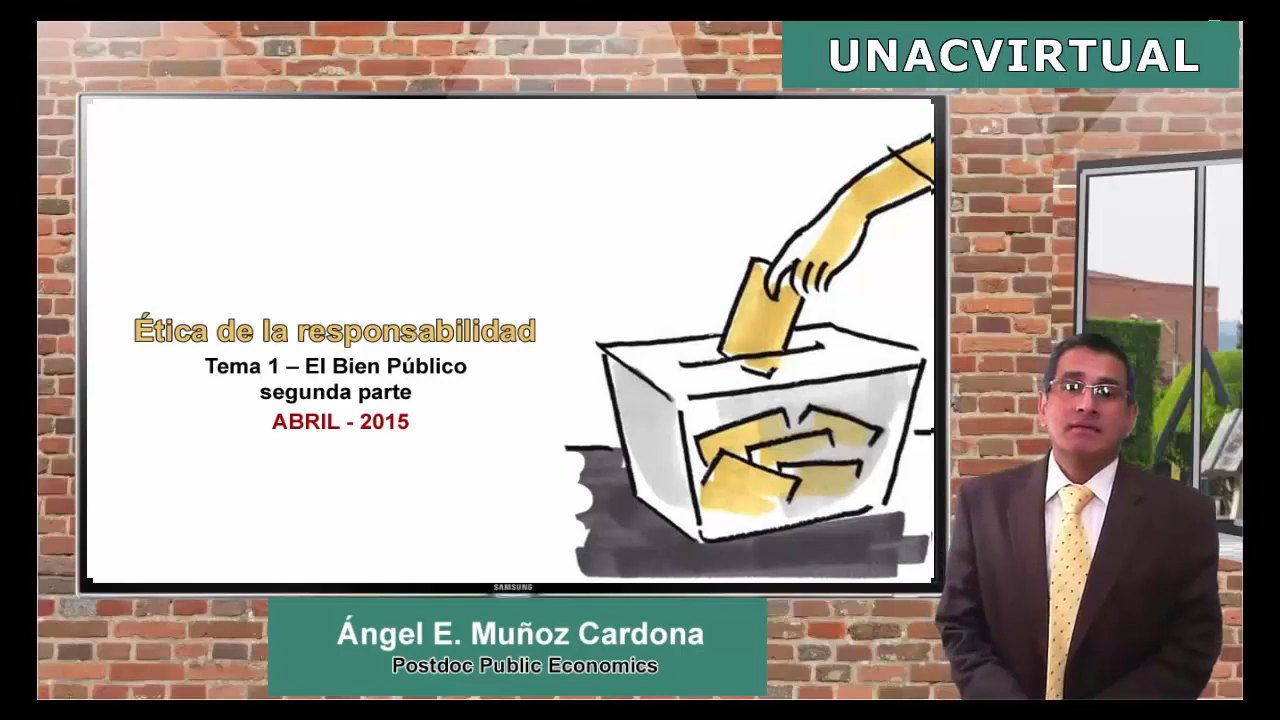 UNACVIRTUAL
Ética de la responsabilidad
Tema 1 – El Bien Público
segunda parte
ABRIL - 2015
SAMSUNG
Ángel E. Muñoz Cardona
Postdoc Public Economics